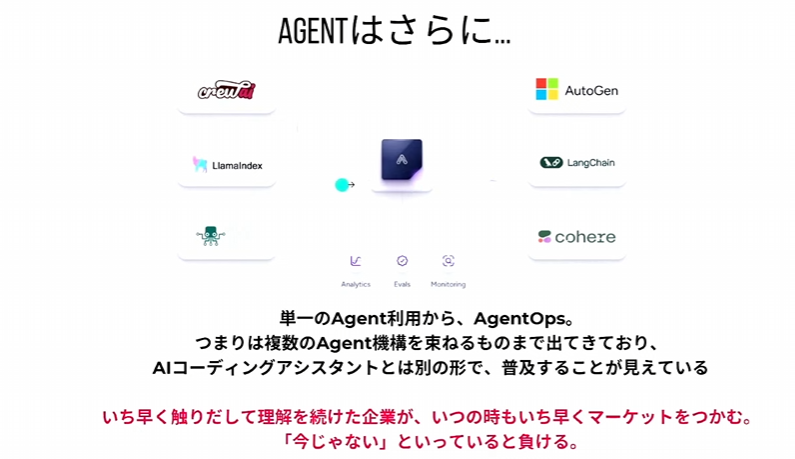 AGENTはさらに…
crewai
AutoGen
LlamaIndex
LangChain
cohere
Analytics
Evals
Monitoring
単一のAgent利用から、AgentOps。
つまりは複数のAgent機構を束ねるものまで出てきており、
AIコーディングアシスタントとは別の形で、普及することが見えている
いち早く触りだして理解を続けた企業が、いつの時もいち早くマーケットをつかむ。
「今じゃない」といっていると負ける。